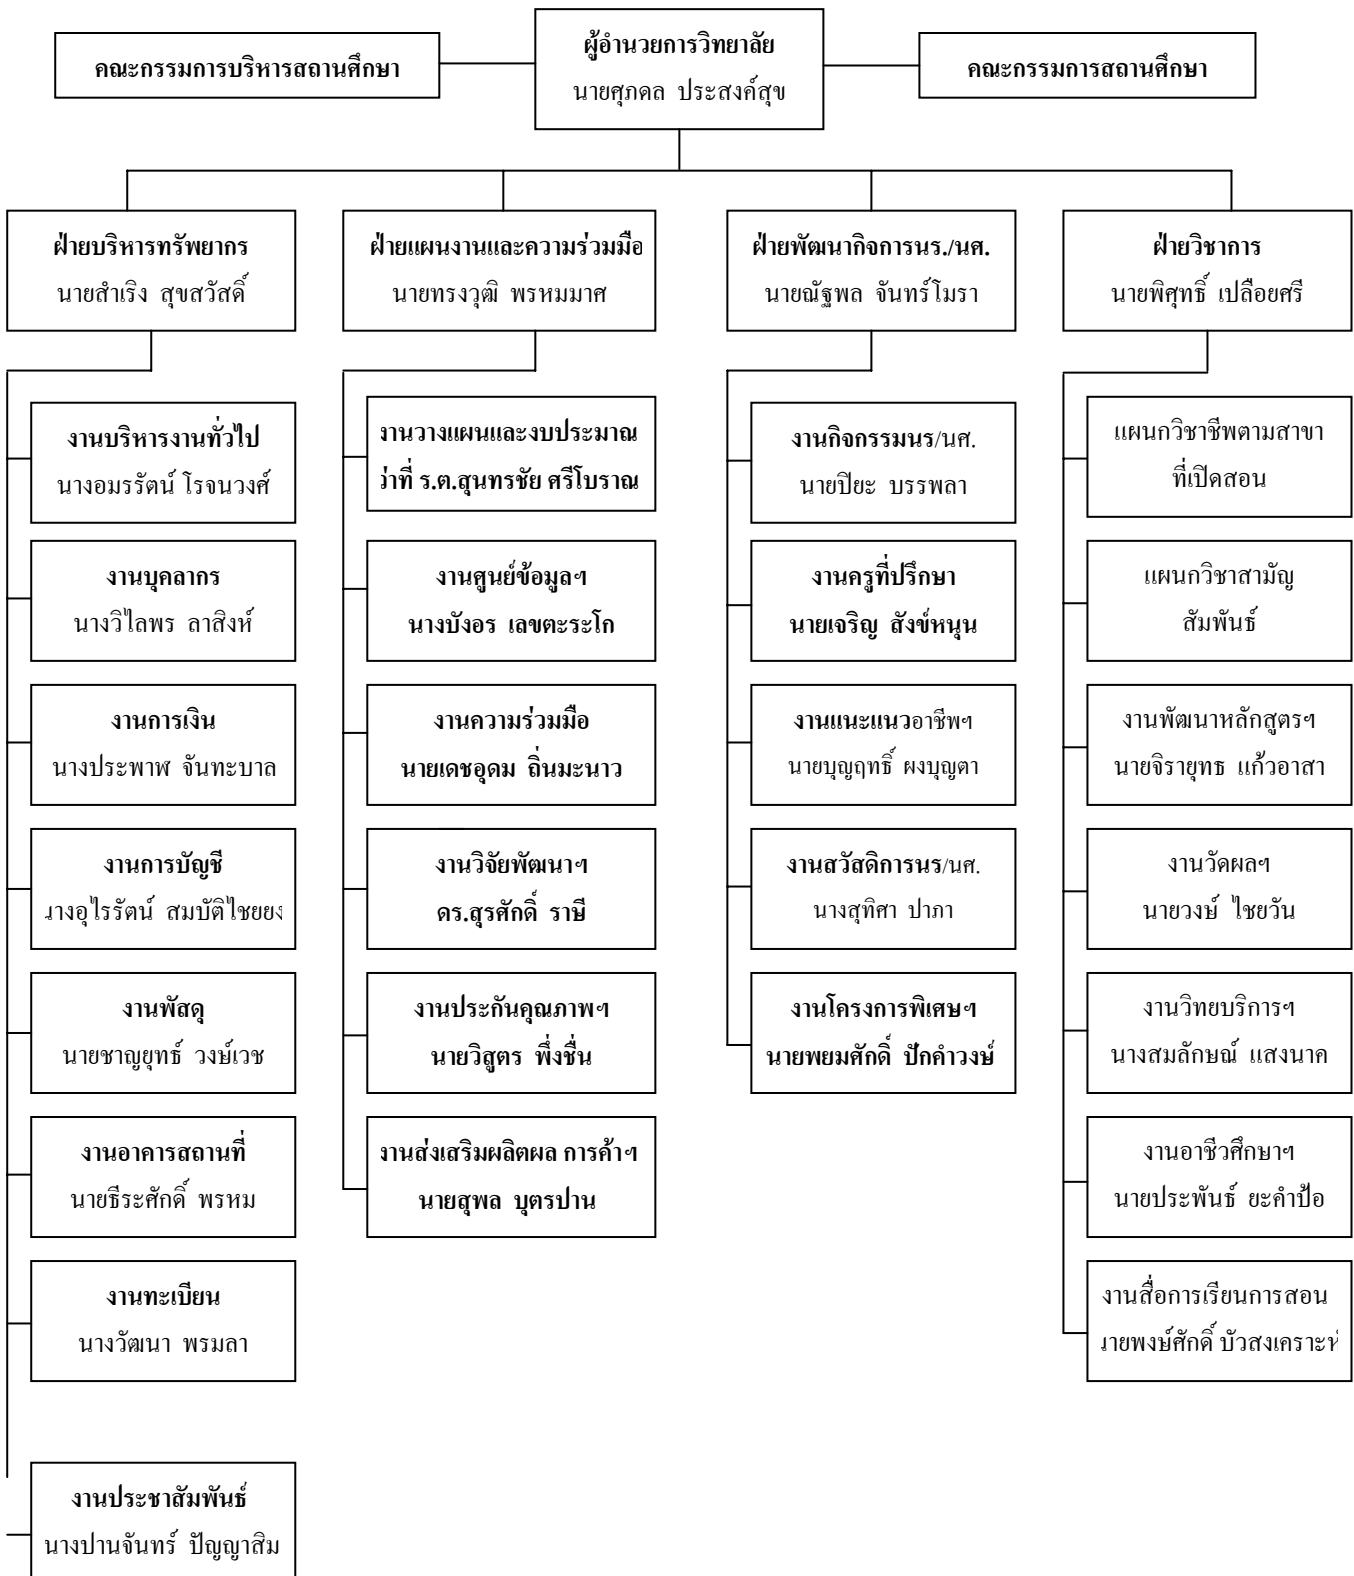 ผู้อำนวยการวิทยาลัย
นายศุภดล ประสงค์สุข
คณะกรรมการบริหารสถานศึกษา
คณะกรรมการสถานศึกษา
ฝ่ายบริหารทรัพยากร
นายสำเริง สุขสวัสดิ์
ฝ่ายแผนงานและความร่วมมือ
นายทรงวุฒิ พรหมมาศ
ฝ่ายพัฒนากิจการนร./นศ.
นายณัฐพล จันทร์โมรา
ฝ่ายวิชาการ
นายพิศุทธิ์ เปลือยศรี
งานบริหารงานทั่วไป
นางอมรรัตน์ โรจนวงศ์
งานบุคลากร
นางวิไลพร ลาสิงห์
งานการเงิน
นางประพาพ จันทะบาล
งานการบัญชี
นางอุไรรัตน์ สมบัติไชยยง
งานพัสดุ
นายชาญยุทธ์ วงษ์เวช
งานอาคารสถานที่
นายธีระศักดิ์ พรหม
งานทะเบียน
นางวัฒนา พรมลา
งานประชาสัมพันธ์
นางปานจันทร์ ปัญญาสิม
งานวางแผนและงบประมาณ
ว่าที่ ร.ต.สุนทรชัย ศรีโบราณ
งานศูนย์ข้อมูลฯ
นางบังอร เลขตะระโก
งานความร่วมมือ
นายเดชอุดม ถิ่นมะนาว
งานวิจัยพัฒนาฯ
ดร.สุรศักดิ์ ราษี
งานประกันคุณภาพฯ
นายวิสูตร พึ่งชื่น
งานส่งเสริมผลิตผล การค้าฯ
นายสุพล บุตรปาน
งานกิจกรรมนร/นศ.
นายปิยะ บรรพลา
งานครูที่ปรึกษา
นายเจริญ สังข์หนุน
งานแนะแนวอาชีพฯ
นายบุญฤทธิ์ ผงบุญตา
งานสวัสดิการนร/นศ.
นางสุทิศา ปาภา
งานโครงการพิเศษฯ
นายพยมศักดิ์ ปักคำวงษ์
แผนกวิชาชีพตามสาขา
ที่เปิดสอน
แผนกวิชาสามัญ
สัมพันธ์
งานพัฒนาหลักสูตรฯ
นายจิรายุทธ แก้วอาสา
งานวัดผลฯ
นายวงษ์ ไชยวัน
งานวิทยบริการฯ
นางสมลักษณ์ แสงนาค
งานอาชีวศึกษาฯ
นายประพันธ์ ยะคำป้อ
งานสื่อการเรียนการสอน
นายพงษ์ศักดิ์ บัวสงเคราะห์